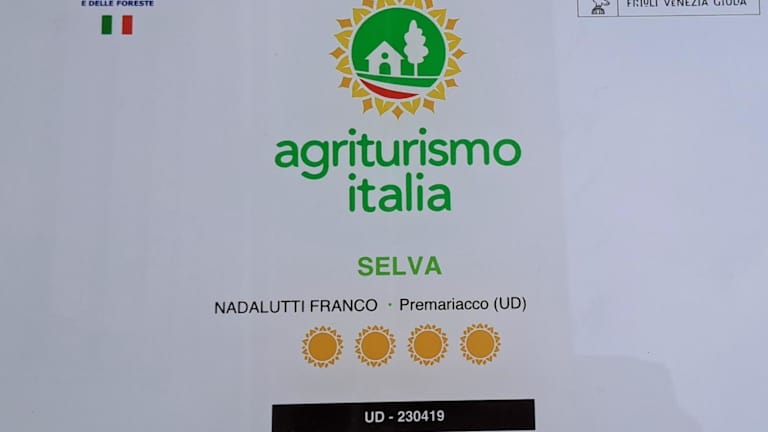 E DELLE FORESTE
FRIULI VENEZIA GIULIA
agriturismo
italia
SELVA
NADALUTTI FRANCO · Premariacco (UD)
UD - 230419